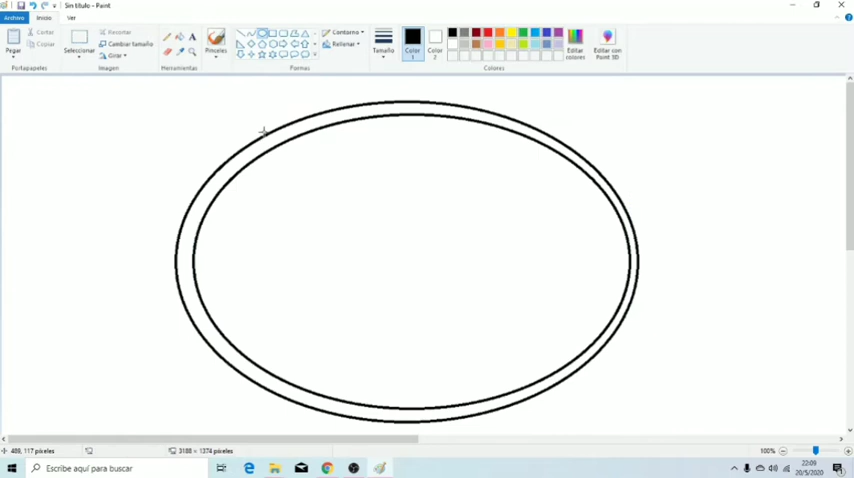 Sin título - Paint
Archivo Inicio Ver
Pegar
Cortar
Copiar
Portapapeles
Seleccionar
Recortar
Cambiar tamaño
Girar
Imagen
A
Herramientas
Pinceles
Contorno
Rellenar
Formas
Tamaño
Color 1
Color 2
Editar colores
Editar con Paint 3D
Colores
489, 117 píxeles
3188 × 1374 píxeles
100%
Escribe aquí para buscar
22:09
20/5/2020